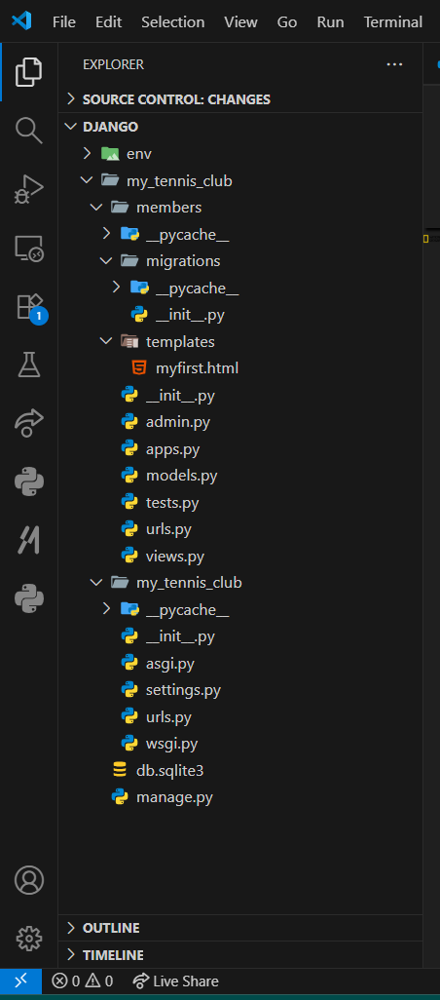 File Edit Selection View Go Run Terminal
EXPLORER ...
SOURCE CONTROL: CHANGES
DJANGO
env
my_tennis_club
members
__pycache__
migrations
__pycache__
__init__.py
templates
myfirst.html
__init__.py
admin.py
apps.py
models.py
tests.py
urls.py
views.py
my_tennis_club
__pycache__
__init__.py
asgi.py
settings.py
urls.py
wsgi.py
db.sqlite3
manage.py
1
OUTLINE
TIMELINE
0 0 Live Share